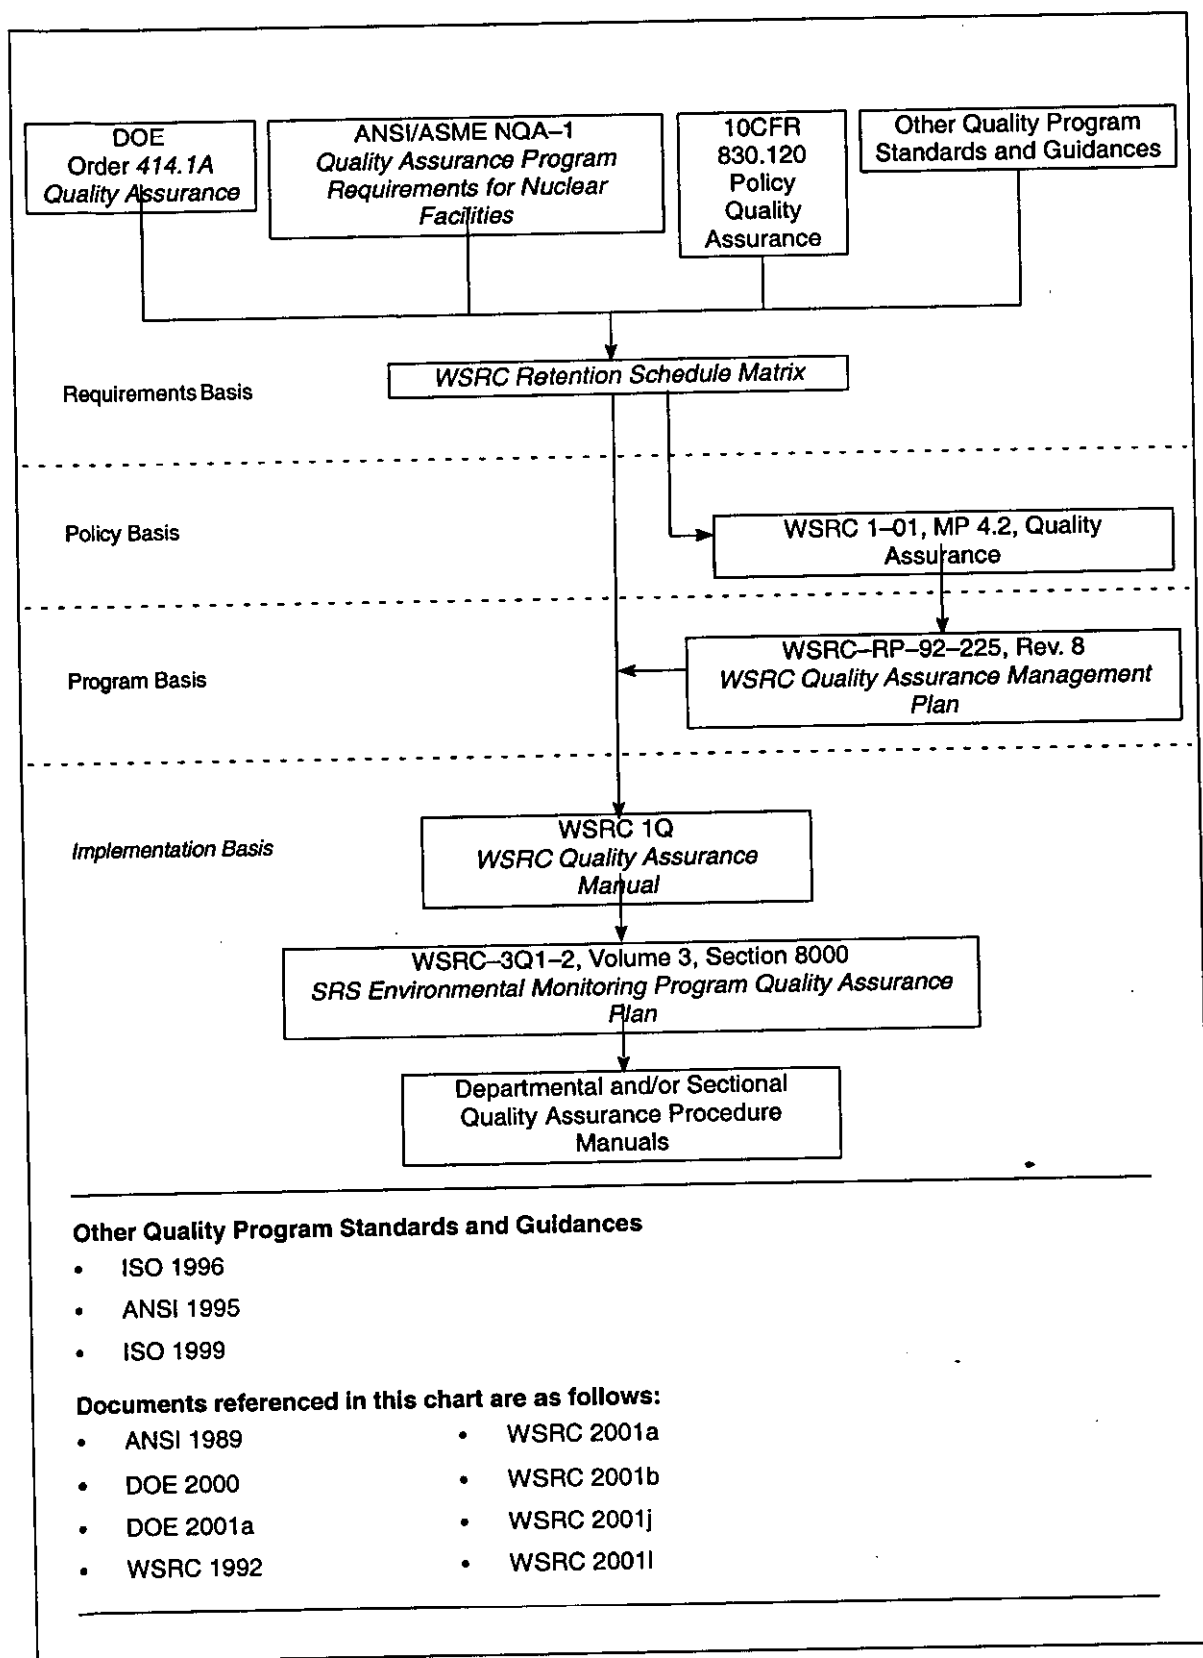 DOE
Order 414.1A
Quality Assurance
ANSI/ASME NQA–1
Quality Assurance Program
Requirements for Nuclear
Facilities
10CFR
830.120
Policy
Quality
Assurance
Other Quality Program
Standards and Guidances
WSRC Retention Schedule Matrix
Requirements Basis
Policy Basis
WSRC 1–01, MP 4.2, Quality
Assurance
Program Basis
WSRC–RP–92–225, Rev. 8
WSRC Quality Assurance Management
Plan
Implementation Basis
WSRC 1Q
WSRC Quality Assurance
Manual
WSRC–3Q1–2, Volume 3, Section 8000
SRS Environmental Monitoring Program Quality Assurance
Plan
Departmental and/or Sectional
Quality Assurance Procedure
Manuals
Other Quality Program Standards and Guidances
• ISO 1996
• ANSI 1995
• ISO 1999
Documents referenced in this chart are as follows:
• ANSI 1989
• DOE 2000
• DOE 2001a
• WSRC 1992
• WSRC 2001a
• WSRC 2001b
• WSRC 2001j
• WSRC 2001l